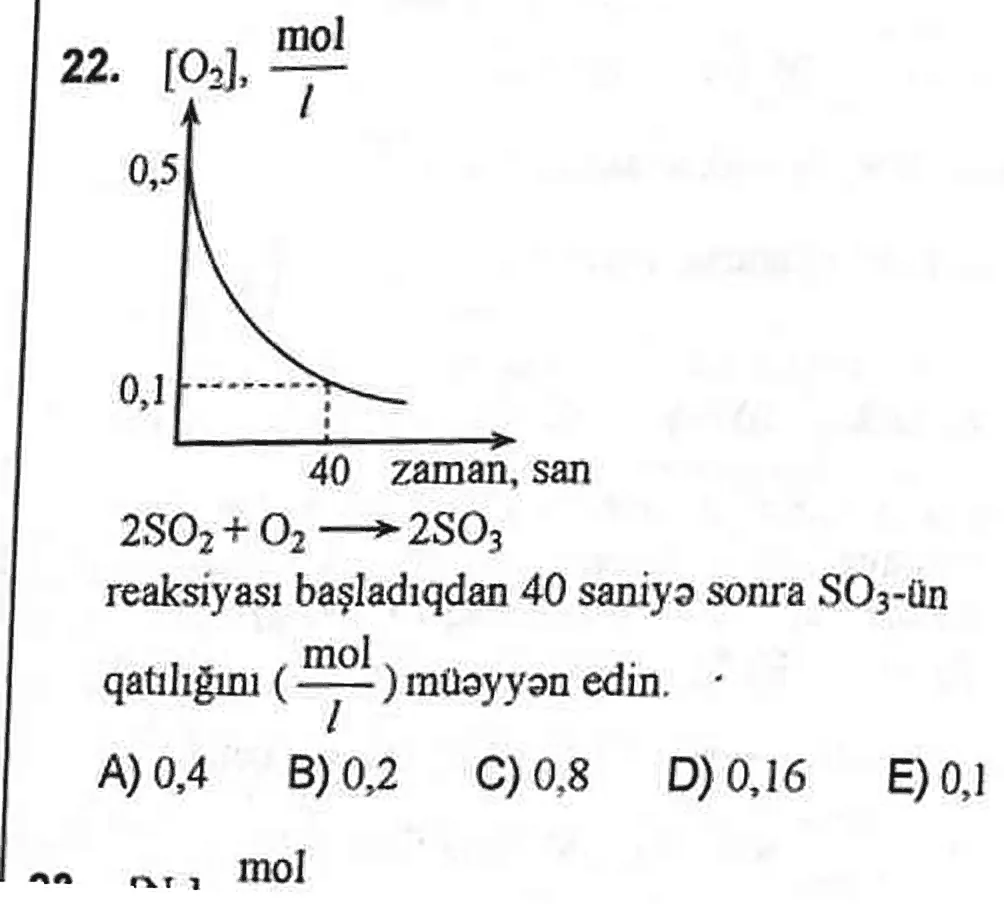 22. [O₂], mol/l
0,5
0,1
40 zaman, san
2SO₂ + O₂ ⟶ 2SO₃
reaksiyası başladıqdan 40 saniyə sonra SO₃-ün
qatılığını (mol/l) müəyyən edin.
A) 0,4 B) 0,2 C) 0,8 D) 0,16 E) 0,1
mol